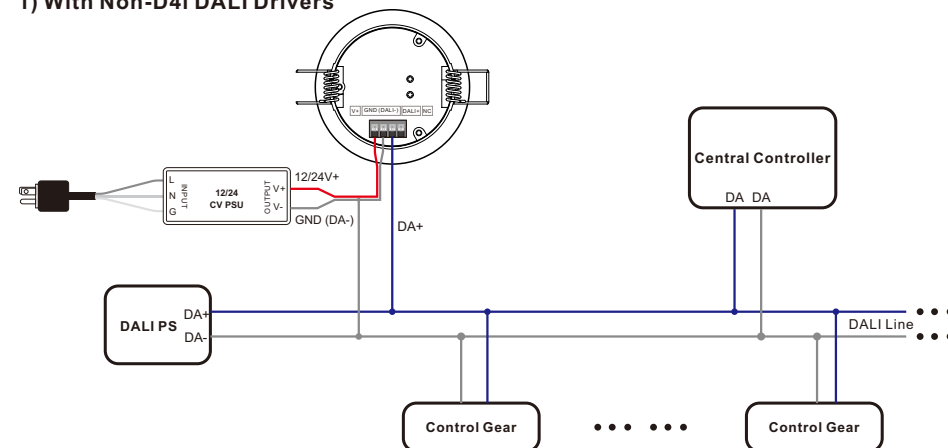 1) With Non-D4i DALI Drivers
V+ GND (DALI-) DALI+ NC
Central Controller
DA DA
L
N
G
INPUT
12/24
CV PSU
OUTPUT
V+
V-
12/24V+
GND (DA-)
DA+
DALI PS
DA+
DA-
DALI Line
Control Gear
Control Gear